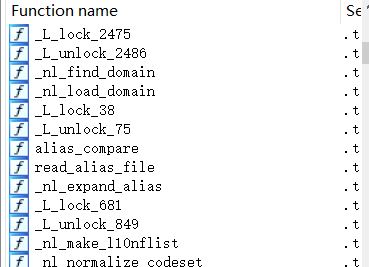 Function name Se
_L_lock_2475 .t
_L_unlock_2486 .t
_nl_find_domain .t
_nl_load_domain .t
_L_lock_38 .t
_L_unlock_75 .t
alias_compare .t
read_alias_file .t
_nl_expand_alias .t
_L_lock_681 .t
_L_unlock_849 .t
_nl_make_l10nflist .t
_nl_normalize_codeset .t